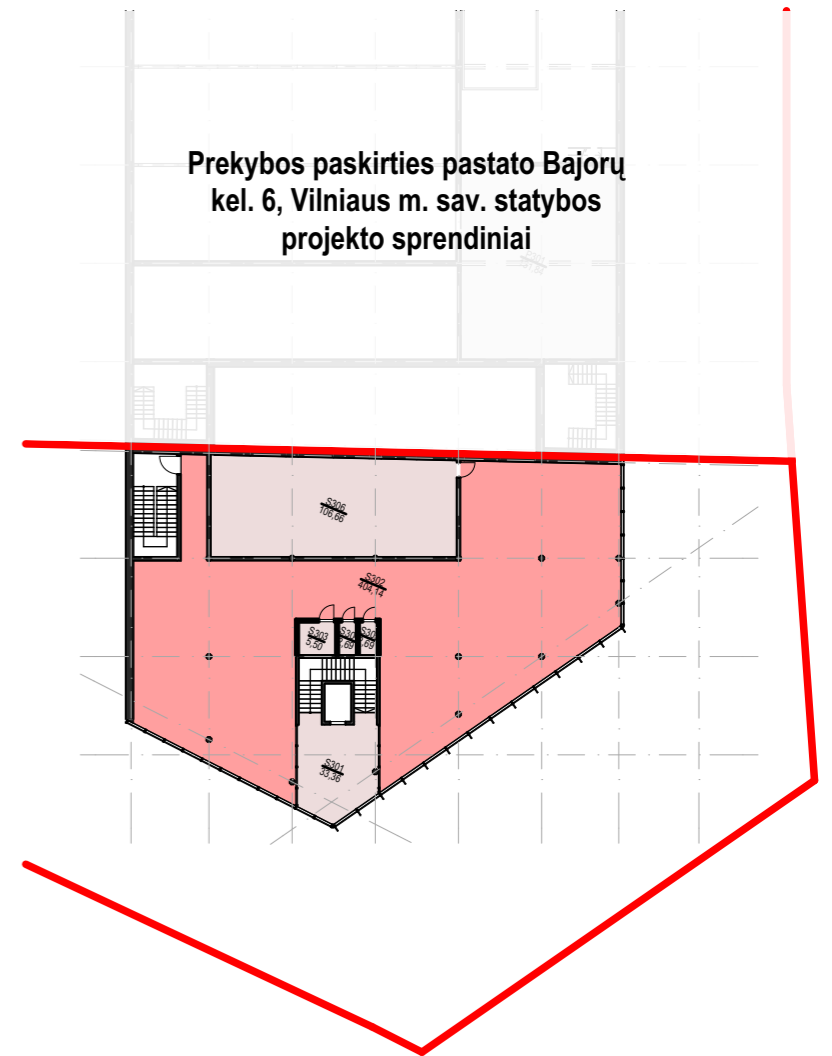 Prekybos paskirties pastato Bajorų
kel. 6, Vilniaus m. sav. statybos
projekto sprendiniai
S306
106,66
S302
404,14
S303
5,50
S301
33,36